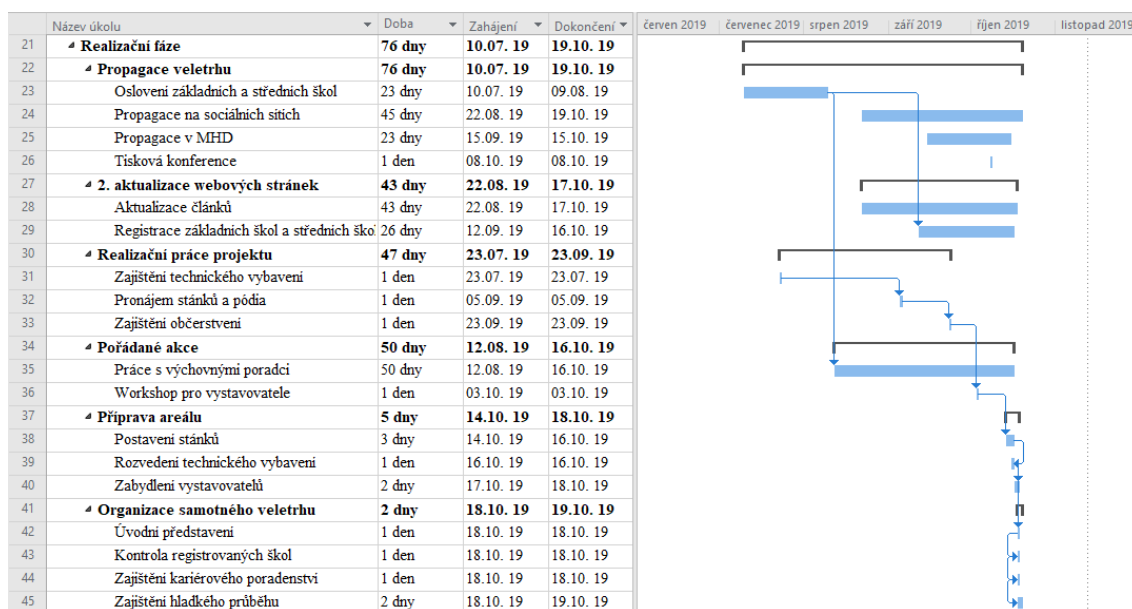 Název úkolu Doba Zahájení Dokončení červen 2019 červenec 2019 srpen 2019 září 2019 říjen 2019 listopad 2019
21 Realizační fáze 76 dny 10.07. 19 19.10. 19
22 Propagace veletrhu 76 dny 10.07. 19 19.10. 19
23 Oslovení základních a středních škol 23 dny 10.07. 19 09.08. 19
24 Propagace na sociálních sítích 45 dny 22.08. 19 19.10. 19
25 Propagace v MHD 23 dny 15.09. 19 15.10. 19
26 Tisková konference 1 den 08.10. 19 08.10. 19
27 2. aktualizace webových stránek 43 dny 22.08. 19 17.10. 19
28 Aktualizace článků 43 dny 22.08. 19 17.10. 19
29 Registrace základních škol a středních ško 26 dny 12.09. 19 16.10. 19
30 Realizační práce projektu 47 dny 23.07. 19 23.09. 19
31 Zajištění technického vybavení 1 den 23.07. 19 23.07. 19
32 Pronájem stánků a pódia 1 den 05.09. 19 05.09. 19
33 Zajištění občerstvení 1 den 23.09. 19 23.09. 19
34 Pořádané akce 50 dny 12.08. 19 16.10. 19
35 Práce s výchovnými poradci 50 dny 12.08. 19 16.10. 19
36 Workshop pro vystavovatele 1 den 03.10. 19 03.10. 19
37 Příprava areálu 5 dny 14.10. 19 18.10. 19
38 Postavení stánků 3 dny 14.10. 19 16.10. 19
39 Rozvedení technického vybavení 1 den 16.10. 19 16.10. 19
40 Zabydlení vystavovatelů 2 dny 17.10. 19 18.10. 19
41 Organizace samotného veletrhu 2 dny 18.10. 19 19.10. 19
42 Úvodní představení 1 den 18.10. 19 18.10. 19
43 Kontrola registrovaných škol 1 den 18.10. 19 18.10. 19
44 Zajištění kariérového poradenství 1 den 18.10. 19 18.10. 19
45 Zajištění hladkého průběhu 2 dny 18.10. 19 19.10. 19